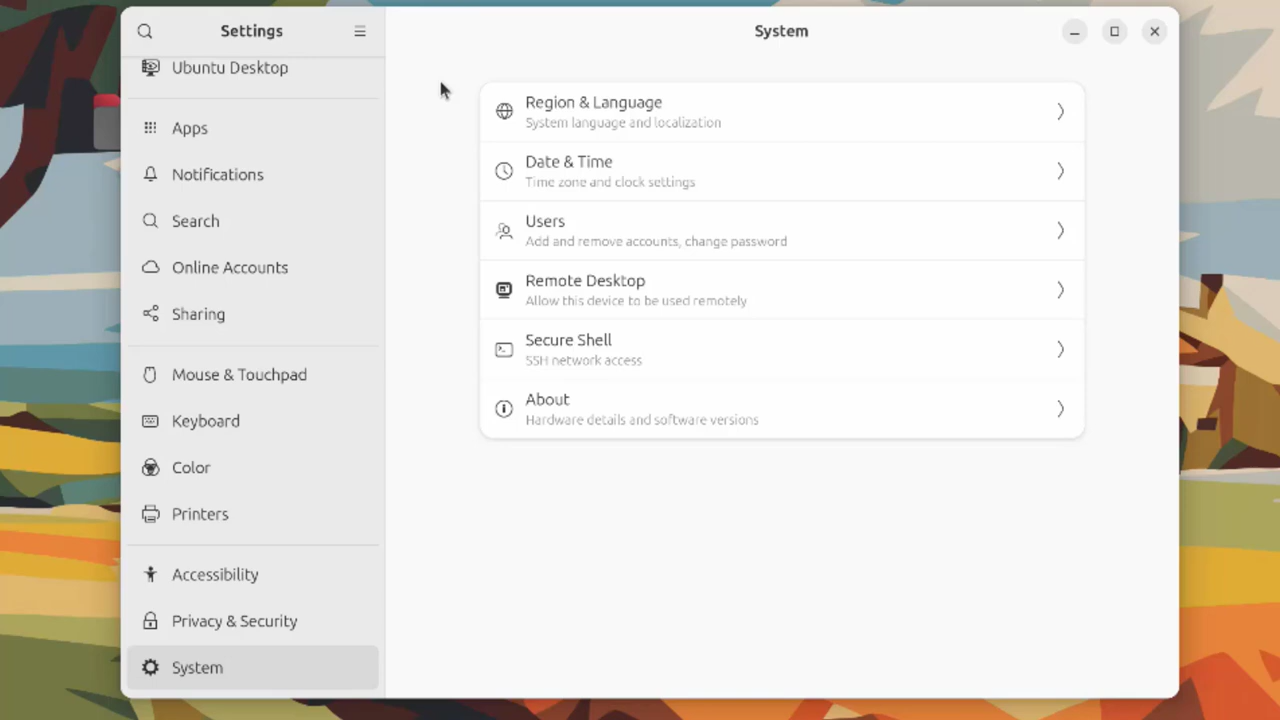 Settings
System
Ubuntu Desktop
Apps
Notifications
Search
Online Accounts
Sharing
Mouse & Touchpad
Keyboard
Color
Printers
Accessibility
Privacy & Security
System
Region & Language
System language and localization
Date & Time
Time zone and clock settings
Users
Add and remove accounts, change password
Remote Desktop
Allow this device to be used remotely
Secure Shell
SSH network access
About
Hardware details and software versions